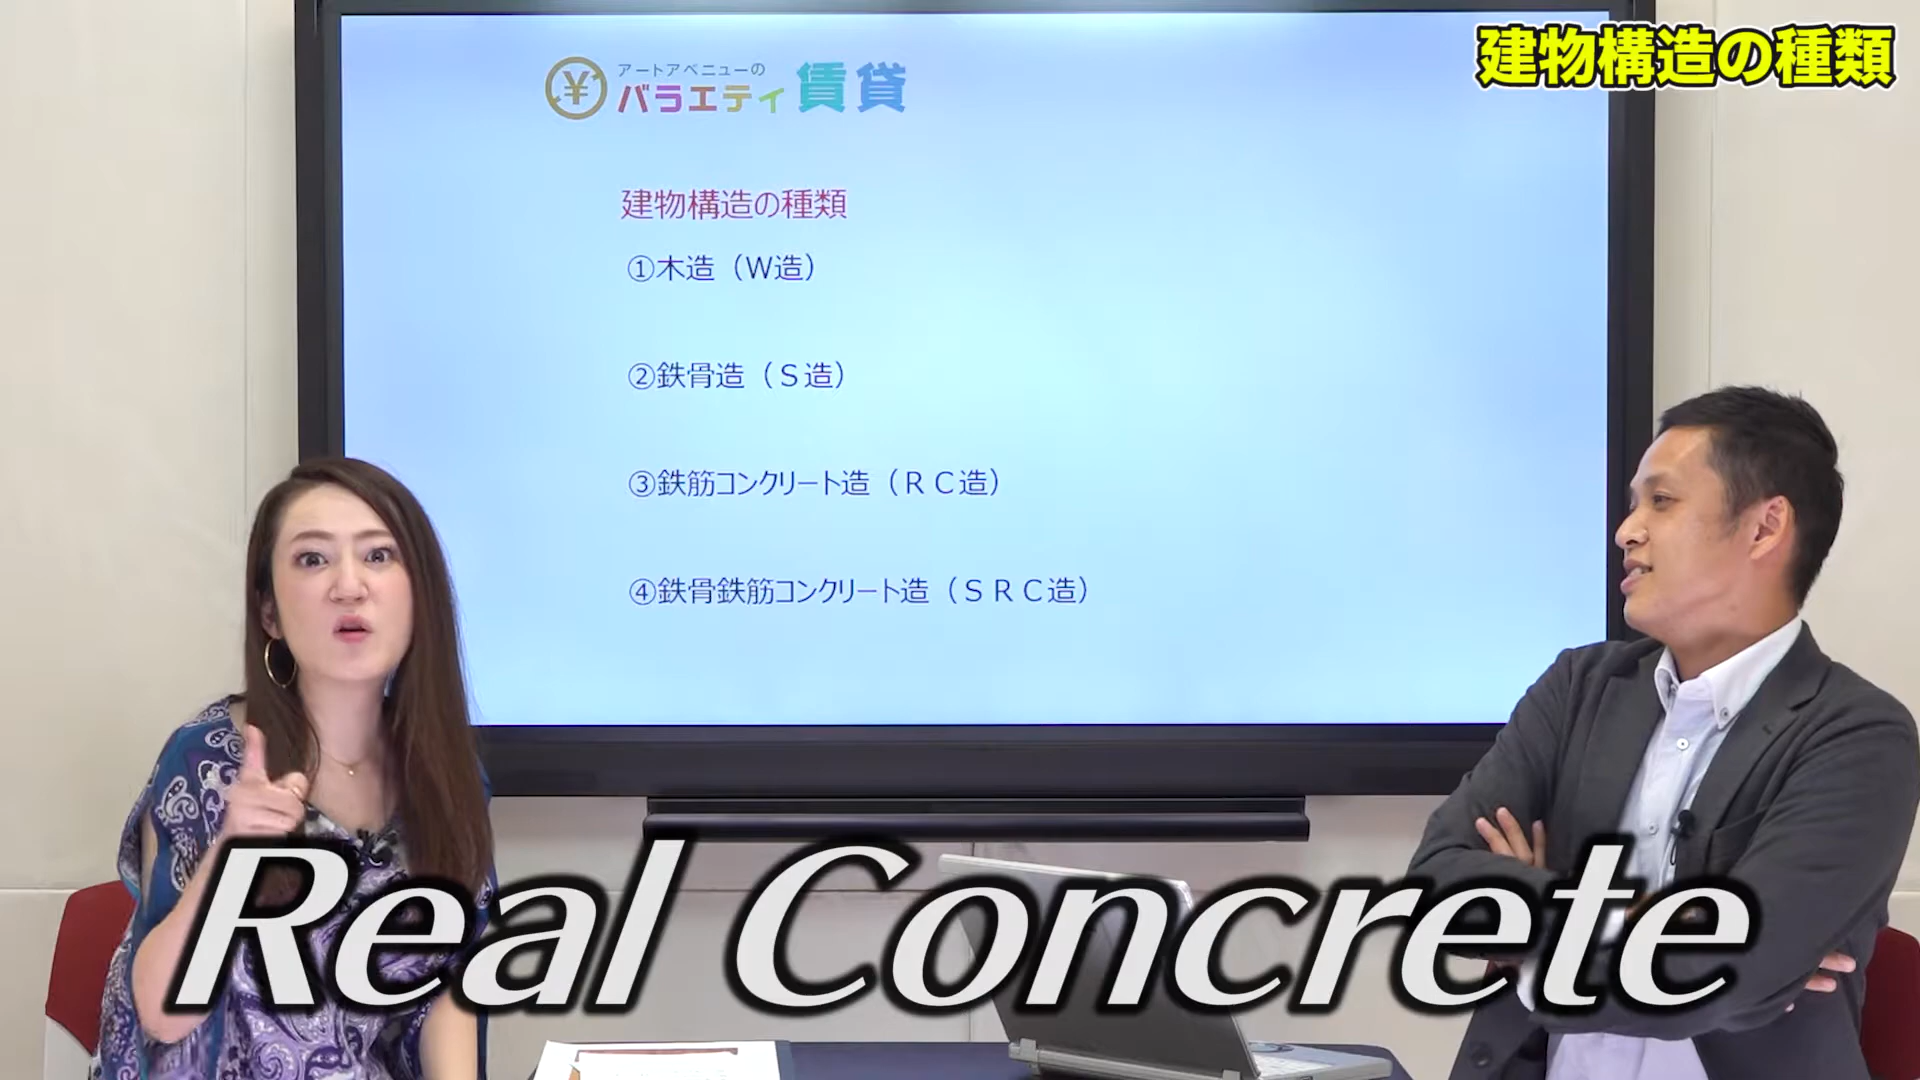 建物構造の種類
アートアベニューの
バラエティ賃貸
建物構造の種類
①木造（W造）
②鉄骨造（S造）
③鉄筋コンクリート造（RC造）
④鉄骨鉄筋コンクリート造（SRC造）
Real Concrete